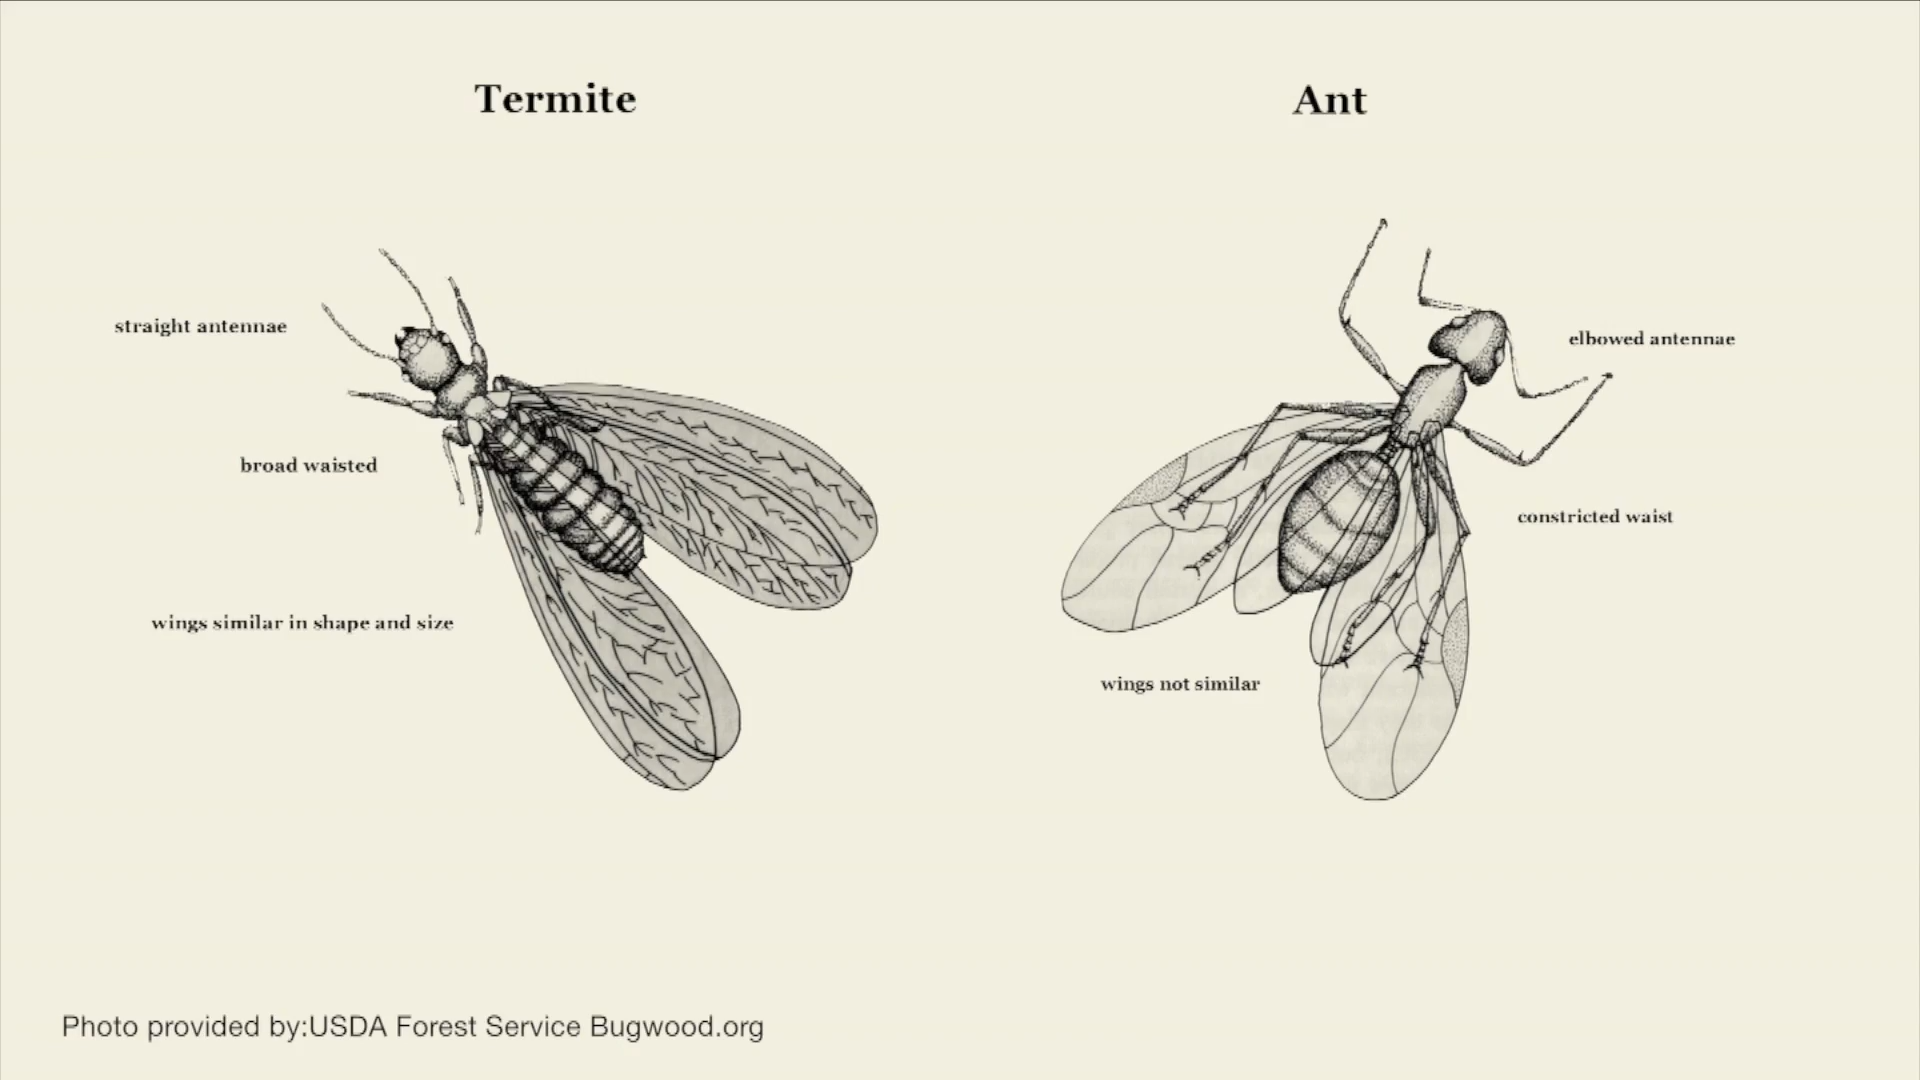 Termite
straight antennae
broad waisted
wings similar in shape and size
Ant
elbowed antennae
constricted waist
wings not similar
Photo provided by:USDA Forest Service Bugwood.org